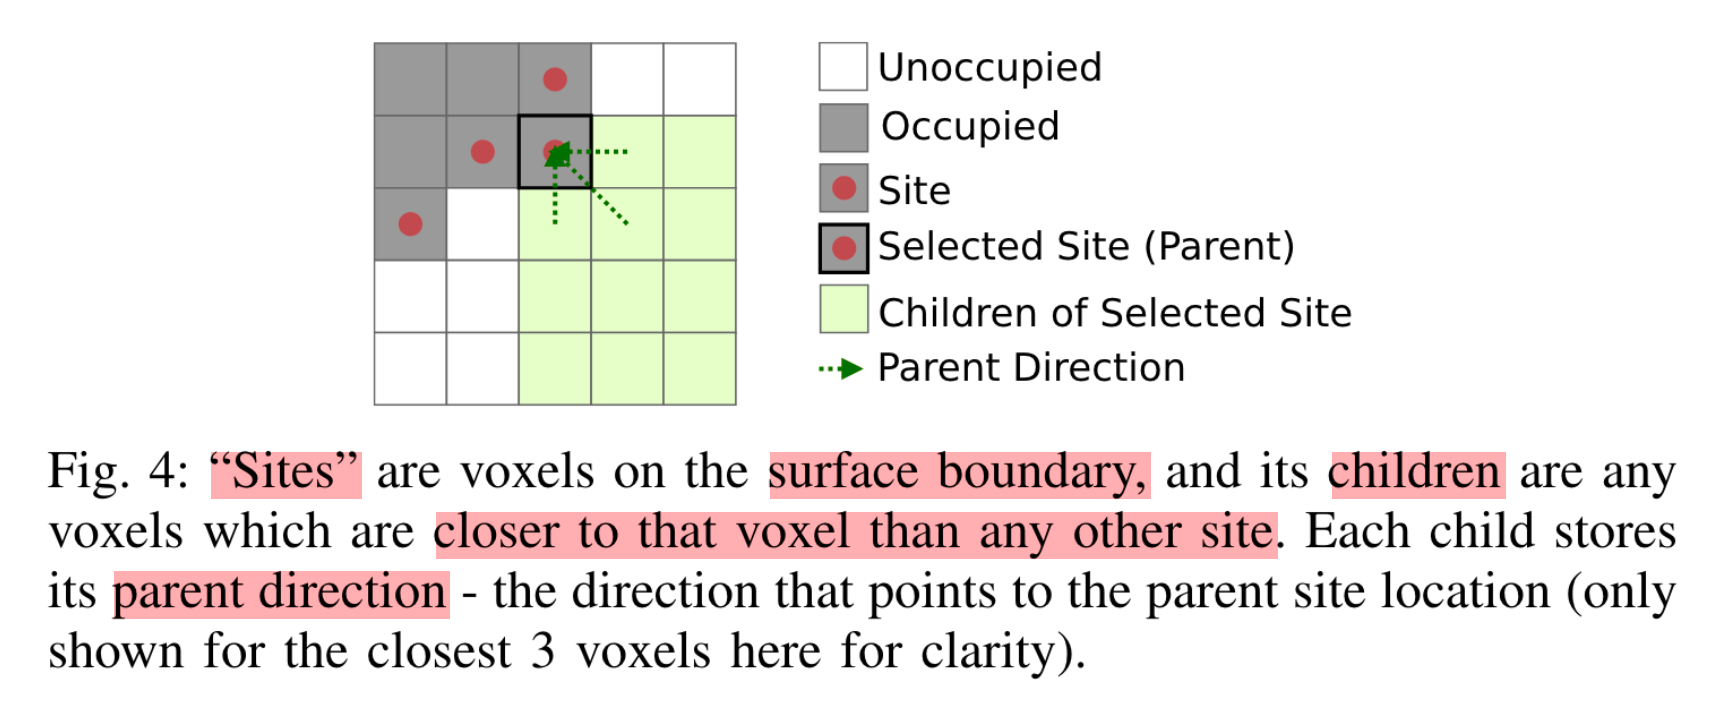 Unoccupied
Occupied
Site
Selected Site (Parent)
Children of Selected Site
Parent Direction
Fig. 4: “Sites” are voxels on the surface boundary, and its children are any
voxels which are closer to that voxel than any other site. Each child stores
its parent direction - the direction that points to the parent site location (only
shown for the closest 3 voxels here for clarity).